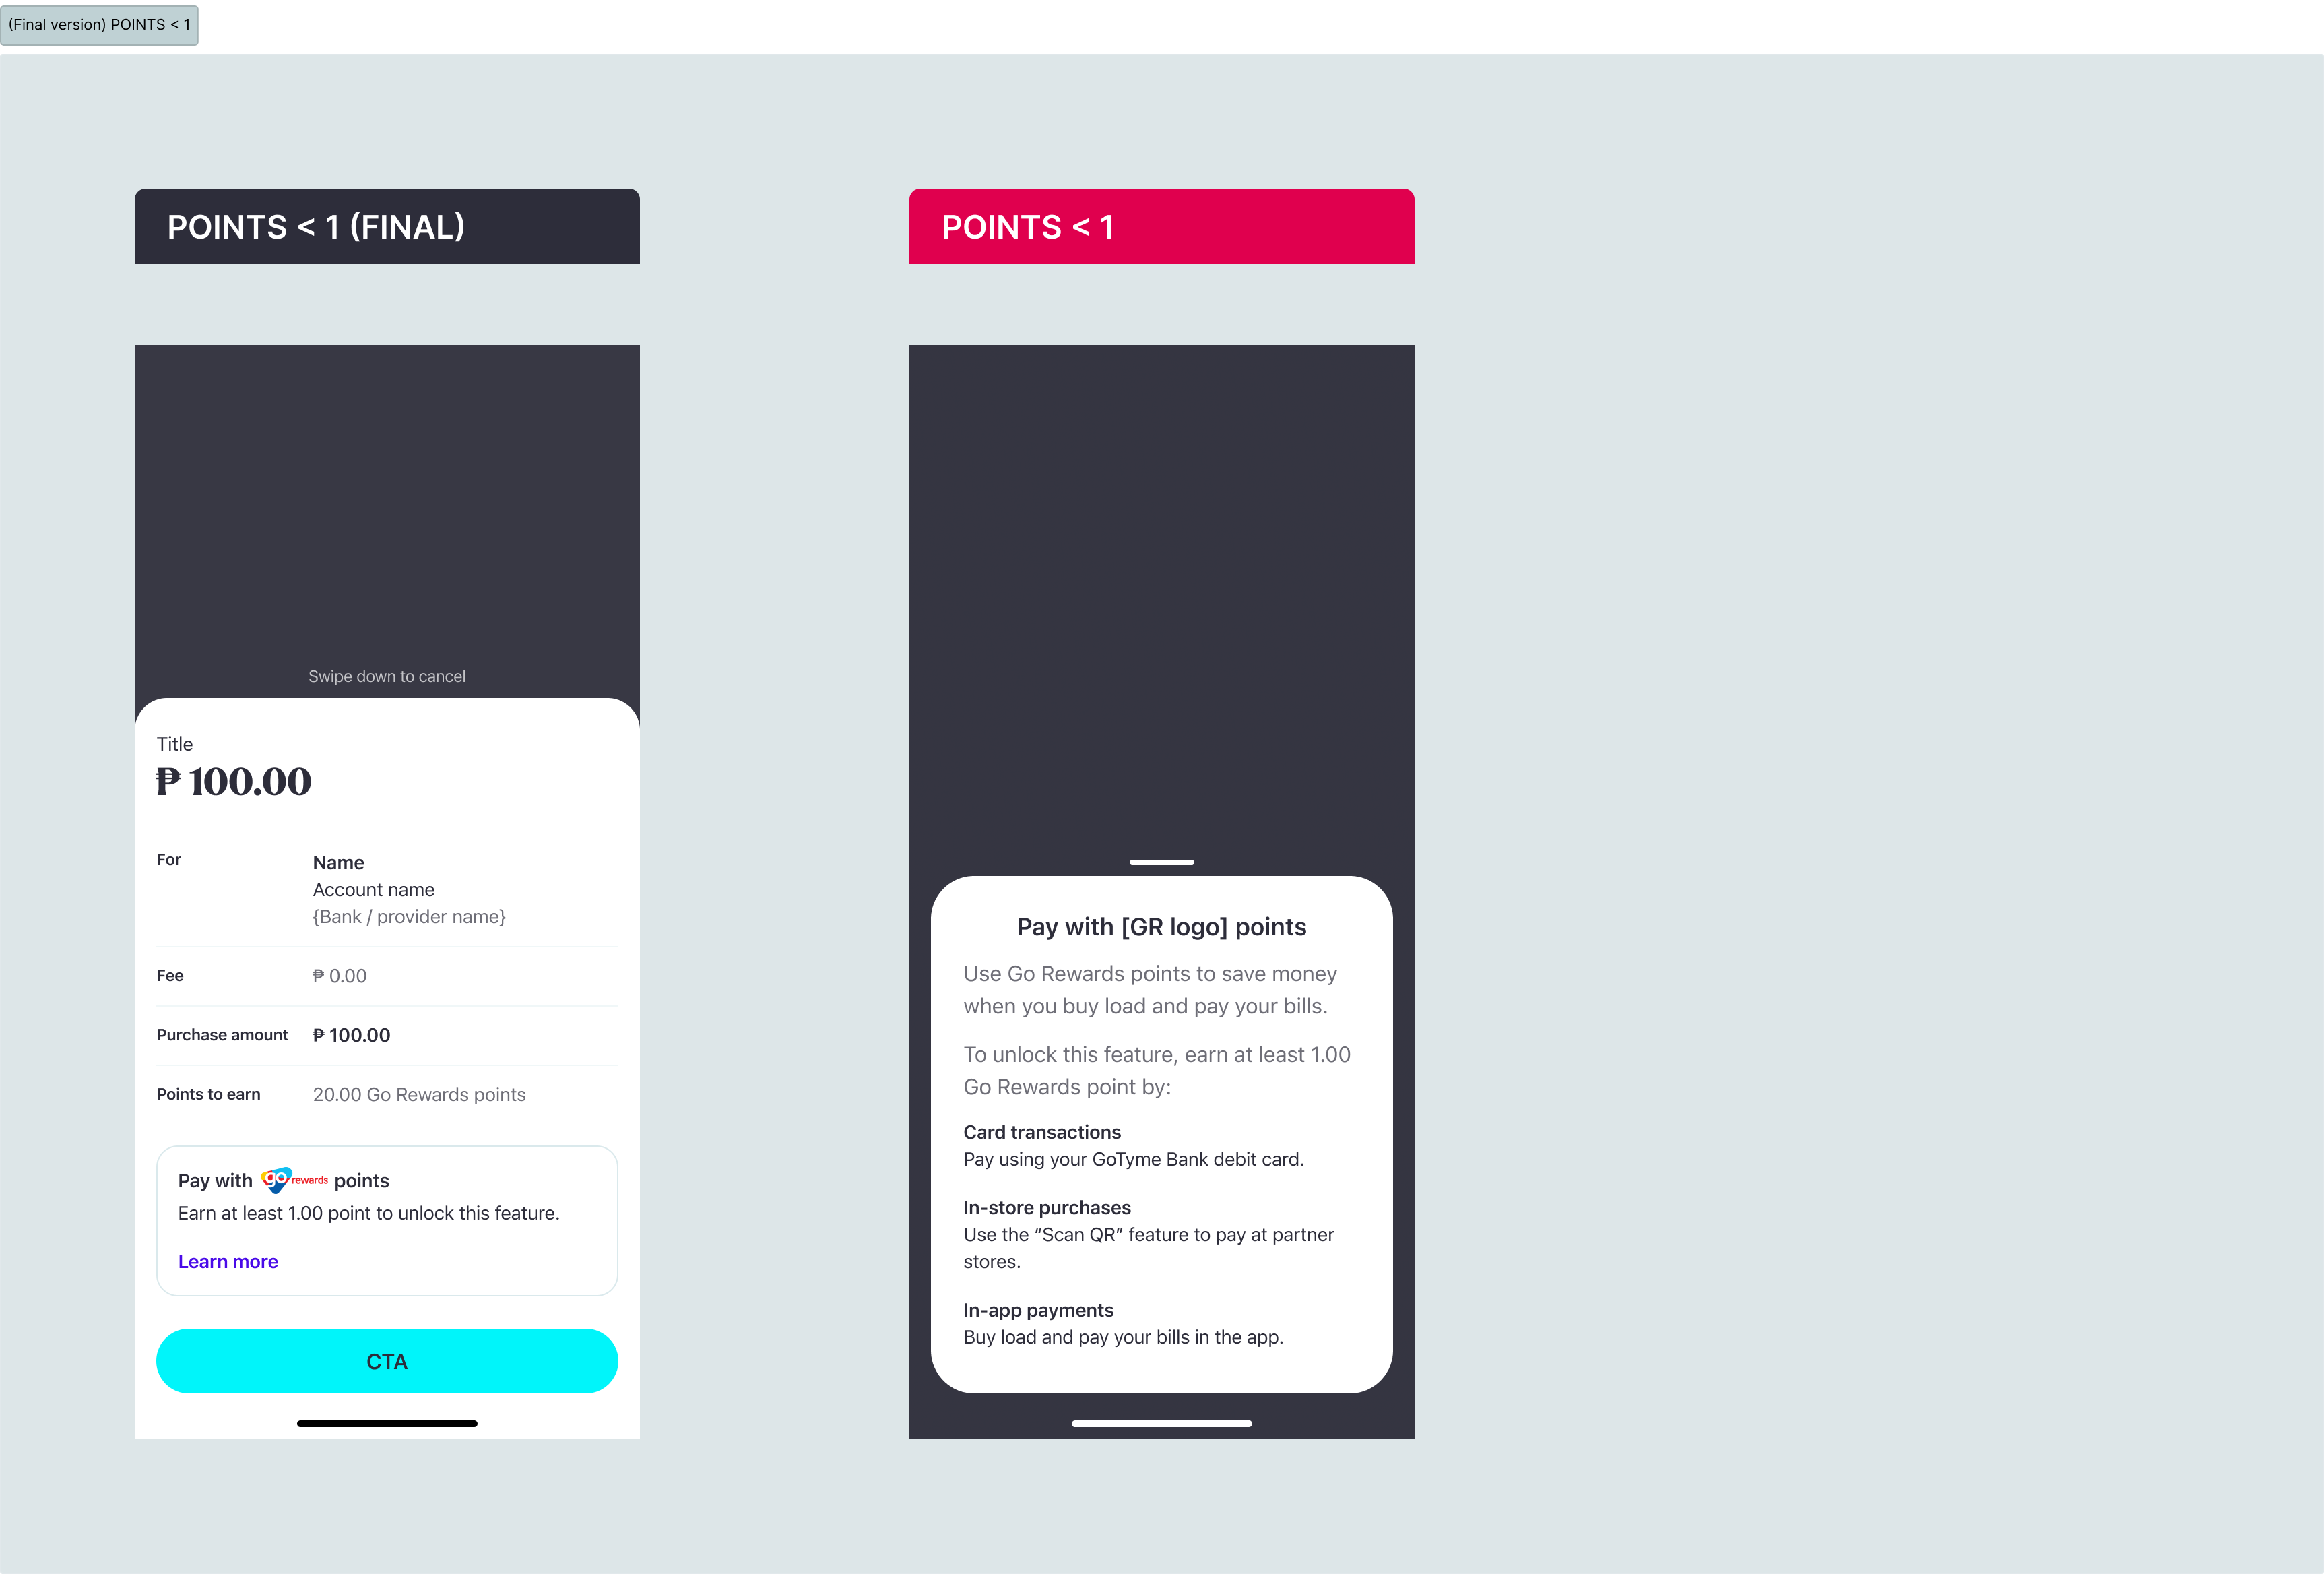 (Final version) POINTS < 1
POINTS < 1 (FINAL)
Swipe down to cancel
Title
₱ 100.00
For
Name
Account name
{Bank / provider name}
Fee
₱ 0.00
Purchase amount
₱ 100.00
Points to earn
20.00 Go Rewards points
Pay with go rewards points
Earn at least 1.00 point to unlock this feature.
Learn more
CTA
POINTS < 1
Pay with [GR logo] points
Use Go Rewards points to save money
when you buy load and pay your bills.
To unlock this feature, earn at least 1.00
Go Rewards point by:
Card transactions
Pay using your GoTyme Bank debit card.
In-store purchases
Use the “Scan QR” feature to pay at partner
stores.
In-app payments
Buy load and pay your bills in the app.